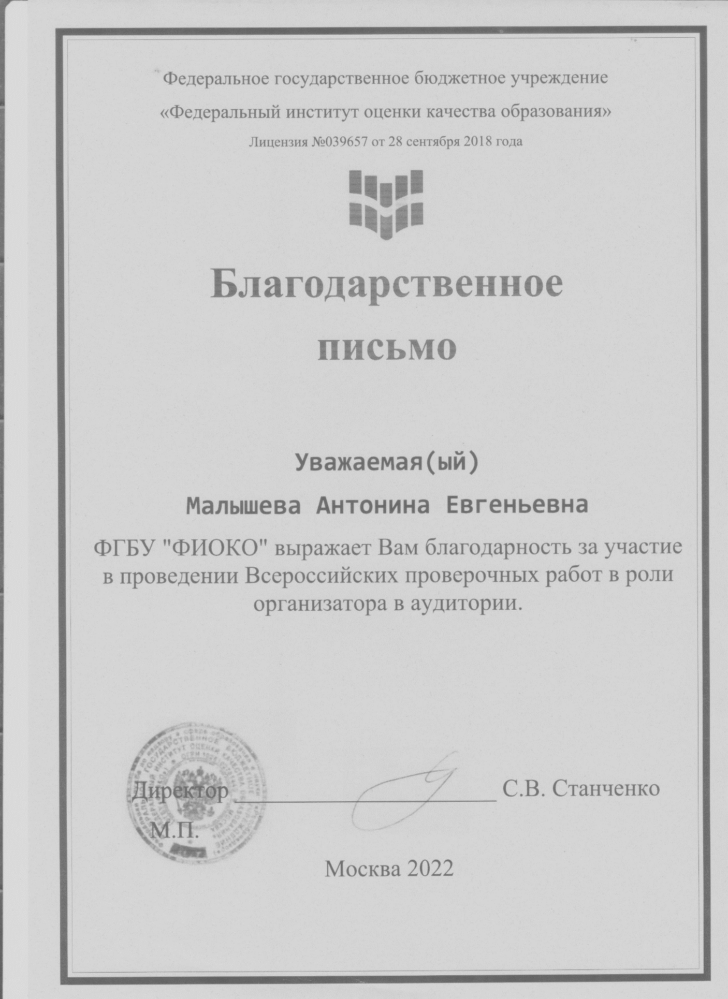 Федеральное государственное бюджетное учреждение
«Федеральный институт оценки качества образования»
Лицензия №039657 от 28 сентября 2018 года
Благодарственное
письмо
Уважаемая(ый)
Малышева Антонина Евгеньевна
ФГБУ "ФИОКО" выражает Вам благодарность за участие
в проведении Всероссийских проверочных работ в роли
организатора в аудитории.
Директор
С.В. Станченко
М.П.
Москва 2022